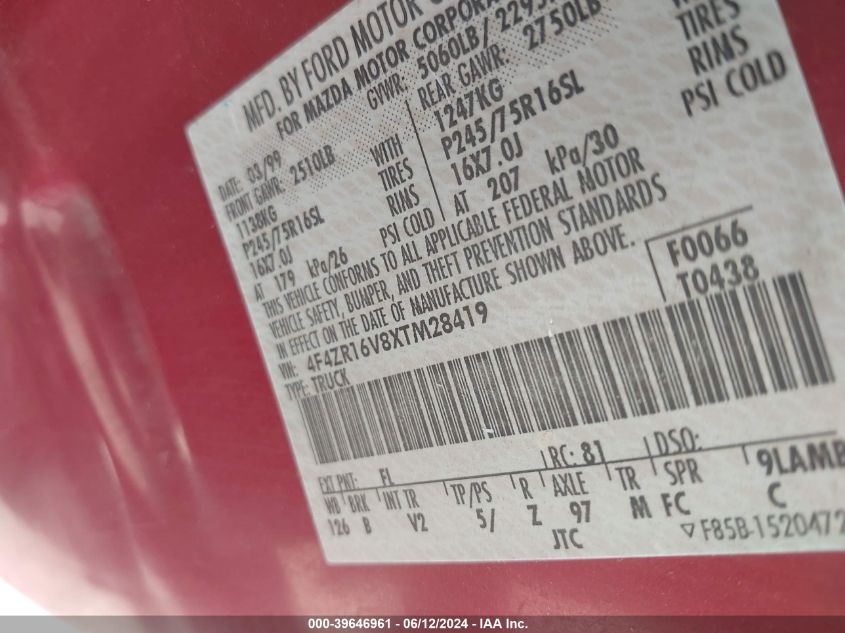 MFD. BY FORD MOTOR
FOR MAZDA MOTOR
GVWR: 5060LB/
DATE: 03/99
FRONT GAWR: 2510LB
REAR GAWR: 2750LB
1138KG WITH 1247KG WITH
P245/75R16SL TIRES P245/75R16SL TIRES
16X7.0J RIMS 16X7.0J RIMS
AT 179 kPa/26 PSI COLD AT 207 kPa/30 PSI COLD
THIS VEHICLE CONFORMS TO ALL APPLICABLE FEDERAL MOTOR
VEHICLE SAFETY, BUMPER, AND THEFT PREVENTION STANDARDS
IN EFFECT ON THE DATE OF MANUFACTURE SHOWN ABOVE.
VIN: 4F4ZR16V8XTM28419
F0066
T0438
TYPE: TRUCK
EXT PNT: FL RC: 81 DSO:
WB BRK INT TR TP/PS R AXLE TR SPR 9LAMB
126 B V2 5/ Z 97 M FC C
JTC
F85B-1520472
000-39646961 - 06/12/2024 - IAA Inc.